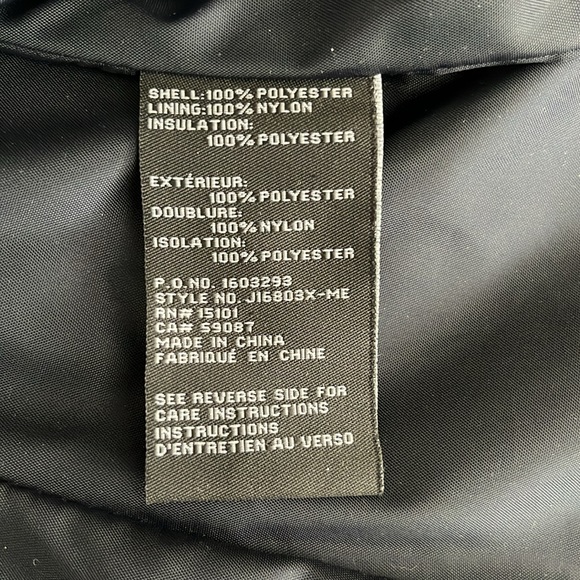 SHELL:100% POLYESTER
LINING:100% NYLON
INSULATION:
100% POLYESTER
EXTÉRIEUR:
100% POLYESTER
DOUBLURE:
100% NYLON
ISOLATION:
100% POLYESTER
P.O.NO. 1603293
STYLE NO. J16803X-ME
RN# 15101
CA# 59087
MADE IN CHINA
FABRIQUÉ EN CHINE
SEE REVERSE SIDE FOR
CARE INSTRUCTIONS
INSTRUCTIONS
D'ENTRETIEN AU VERSO